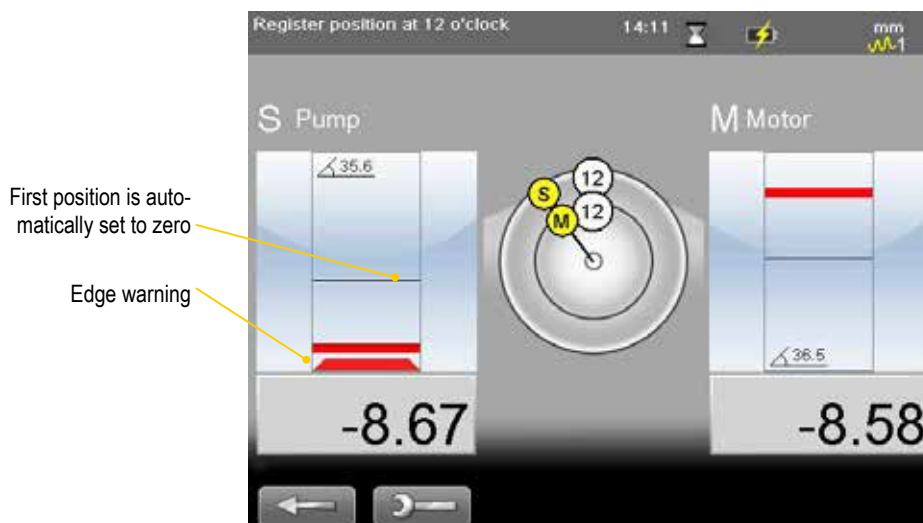 Register position at 12 o'clock
14:11
mm
1
S Pump
M Motor
35.6
12
S
12
M
First position is auto-
matically set to zero
Edge warning
36.5
-8.67
-8.58